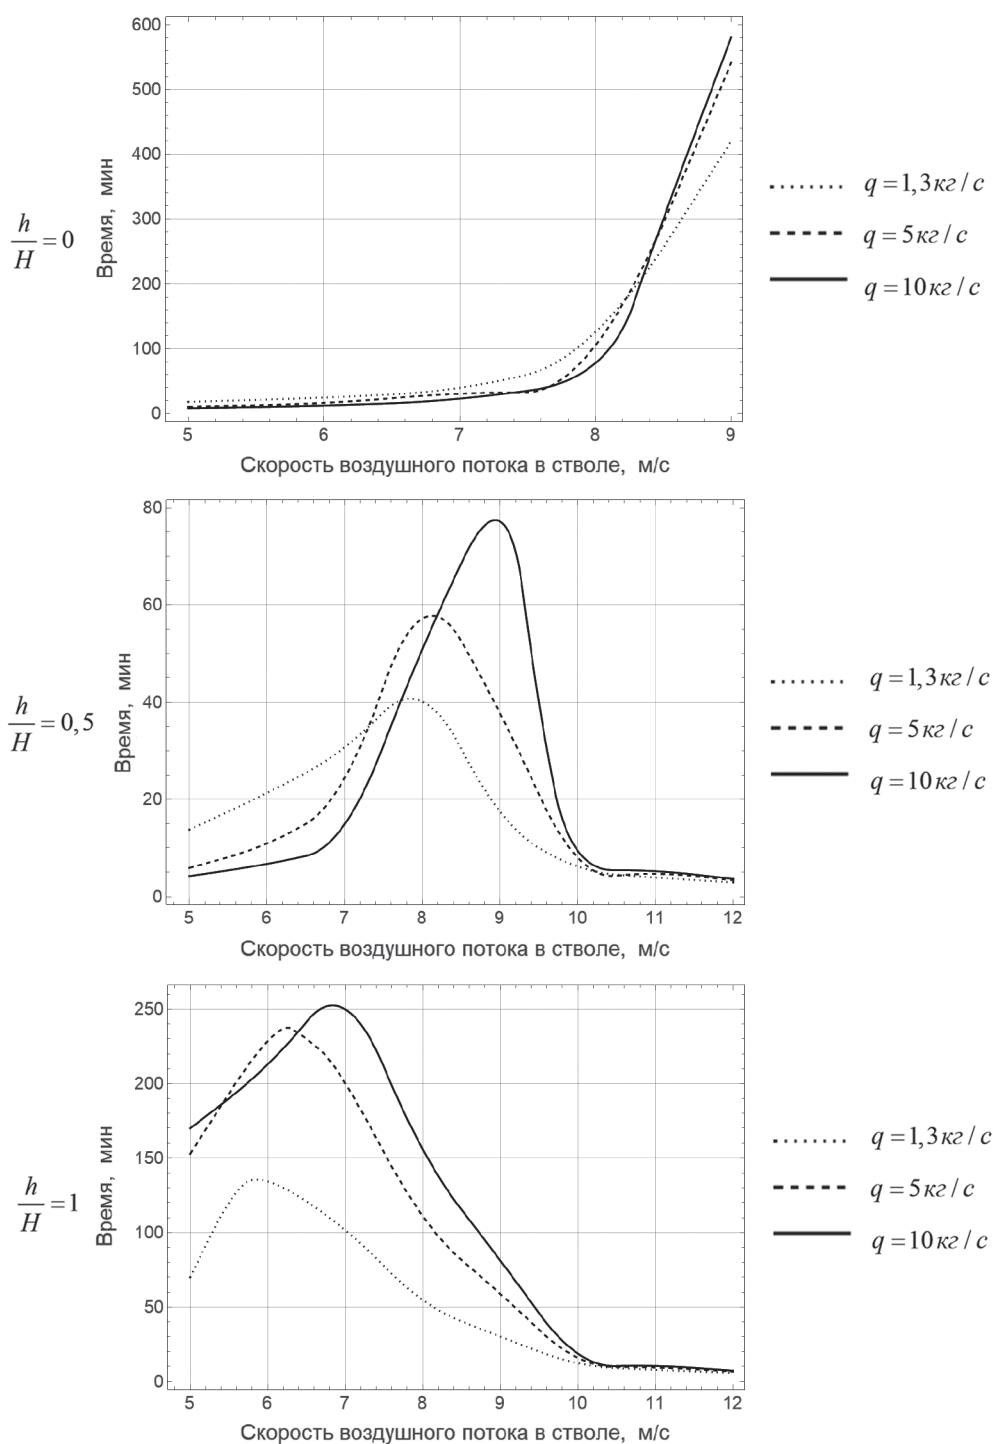 600
500
400
300
200
100
0
Время, мин
h/H = 0
5 6 7 8 9
Скорость воздушного потока в стволе, м/с
q = 1,3 кг / с
q = 5 кг / с
q = 10 кг / с
80
60
40
20
0
Время, мин
h/H = 0,5
5 6 7 8 9 10 11 12
Скорость воздушного потока в стволе, м/с
q = 1,3 кг / с
q = 5 кг / с
q = 10 кг / с
250
200
150
100
50
0
Время, мин
h/H = 1
5 6 7 8 9 10 11 12
Скорость воздушного потока в стволе, м/с
q = 1,3 кг / с
q = 5 кг / с
q = 10 кг / с